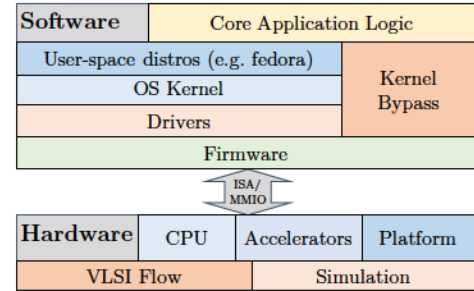 Software
Core Application Logic
User-space distros (e.g. fedora)
OS Kernel
Drivers
Kernel
Bypass
Firmware
ISA/
MMIO
Hardware
CPU
Accelerators
Platform
VLSI Flow
Simulation